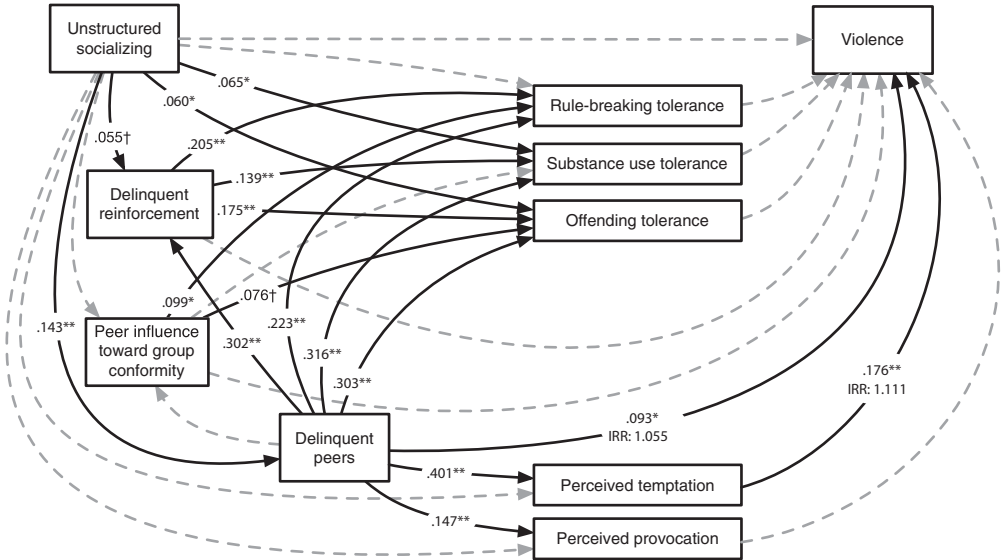 Unstructured
socializing
Violence
.065*
.060*
Rule-breaking tolerance
.055†
.205**
Substance use tolerance
.139**
Delinquent
reinforcement
.175**
Offending tolerance
.099*
.076†
.143**
Peer influence
toward group
conformity
.223**
.302**
.316**
.303**
.176**
IRR: 1.111
.093*
IRR: 1.055
Delinquent
peers
.401**
Perceived temptation
.147**
Perceived provocation